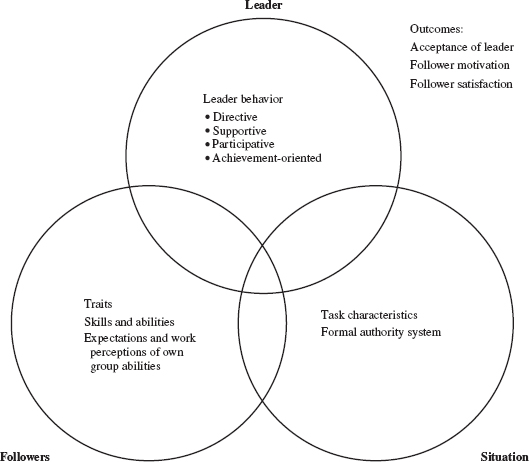 Leader
Outcomes:
Acceptance of leader
Follower motivation
Follower satisfaction
Leader behavior
• Directive
• Supportive
• Participative
• Achievement-oriented
Traits
Skills and abilities
Expectations and work
perceptions of own
group abilities
Task characteristics
Formal authority system
Followers
Situation